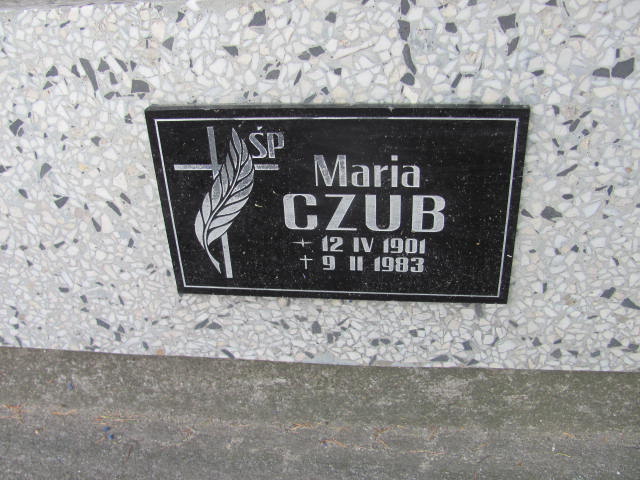 ŚP
Maria
CZUB
⁎ 12 IV 1901
✝ 9 II 1983